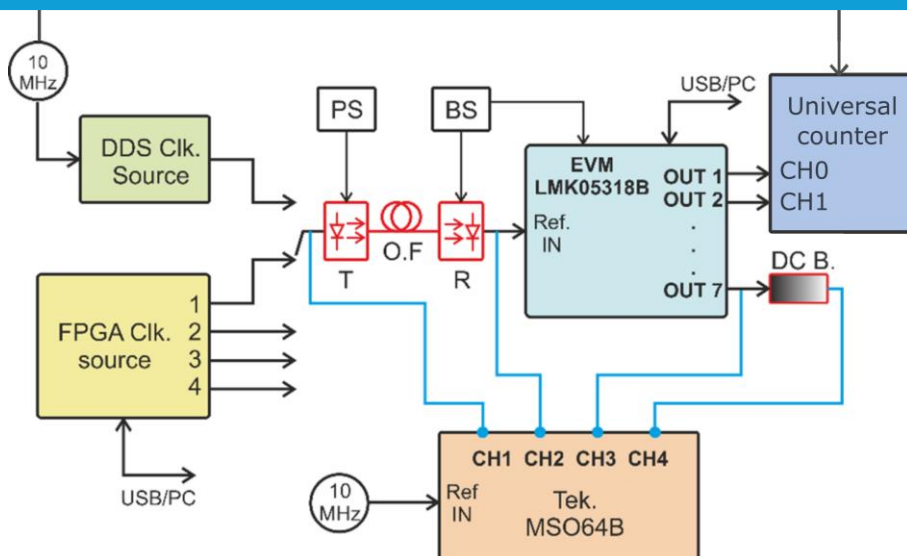 10
MHz
DDS Clk.
Source
PS
BS
USB/PC
Universal
counter
CH0
CH1
EVM
LMK05318B
OUT 1
OUT 2
.
.
.
OUT 7
Ref.
IN
T
O.F
R
DC B.
FPGA Clk.
source
1
2
3
4
USB/PC
CH1 CH2 CH3 CH4
10
MHz
Ref
IN
Tek.
MSO64B